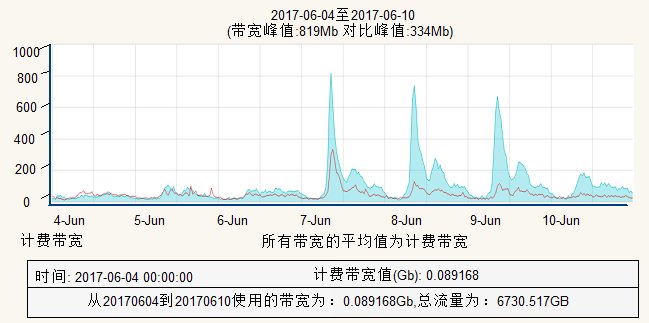 2017-06-04至2017-06-10
(带宽峰值:819Mb 对比峰值:334Mb)
1000
800
600
400
200
0
4-Jun 5-Jun 6-Jun 7-Jun 8-Jun 9-Jun 10-Jun
计费带宽 所有带宽的平均值为计费带宽
时间: 2017-06-04 00:00:00 计费带宽值(Gb): 0.089168
从20170604到20170610使用的带宽为：0.089168Gb,总流量为：6730.517GB